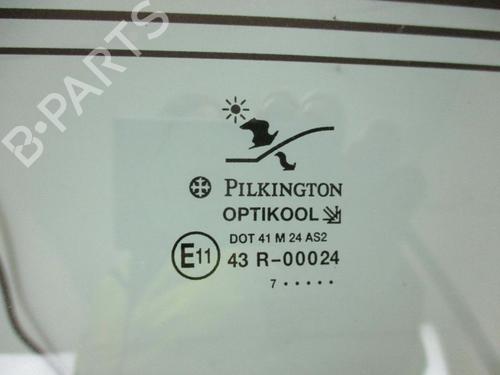 B-PARTS
PILKINGTON
OPTIKOOL
DOT 41 M 24 AS2
E11 43 R-00024
7 • • • • •